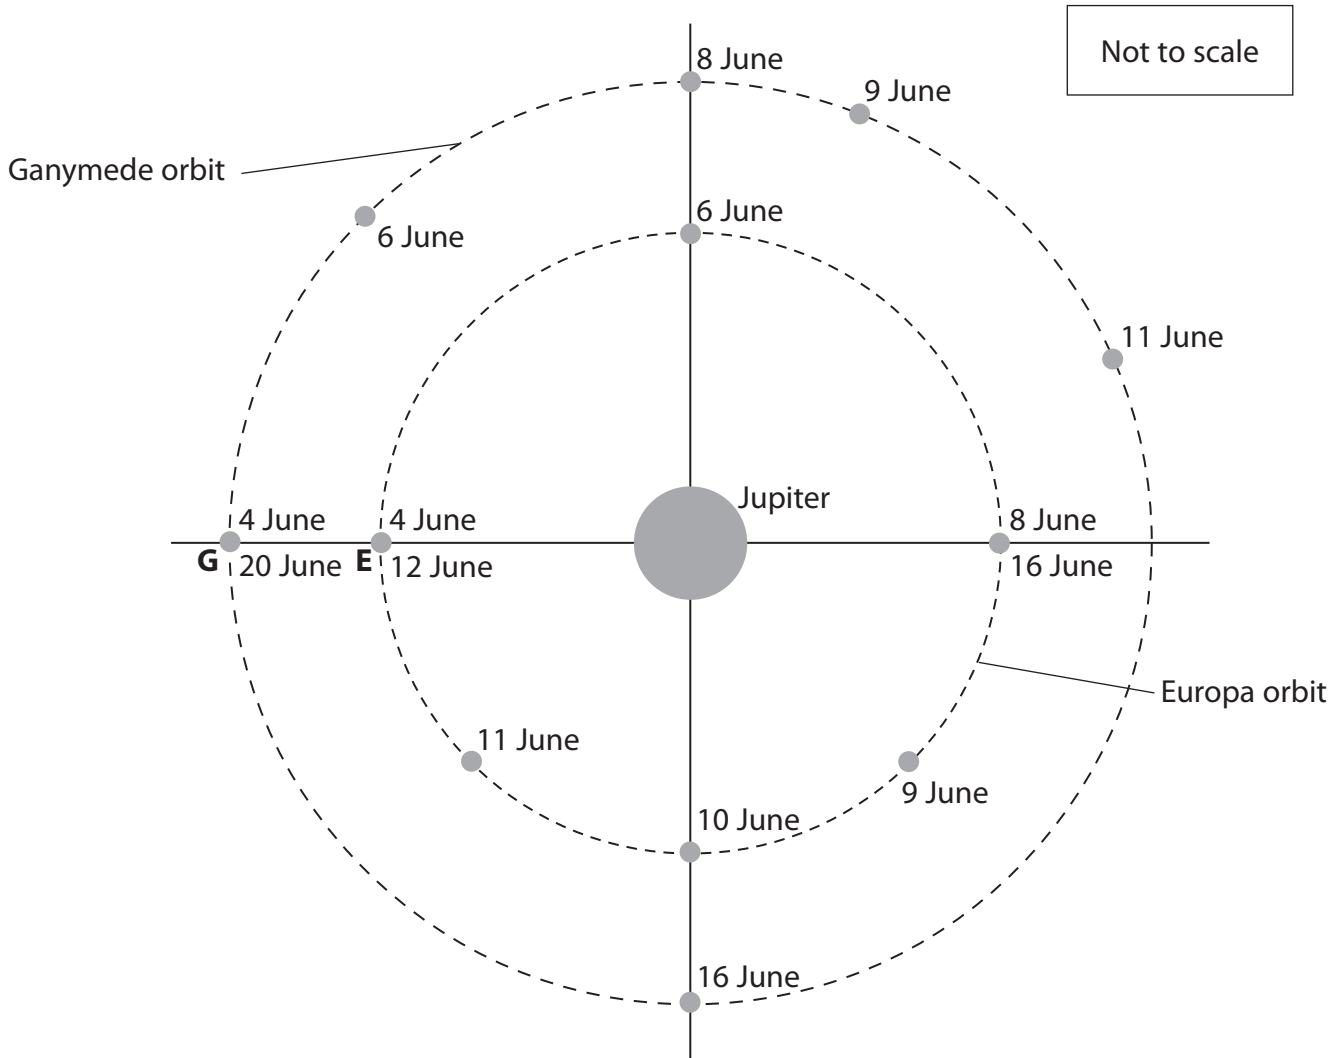 Not to scale
8 June
9 June
Ganymede orbit
6 June
6 June
11 June
Jupiter
4 June
4 June
8 June
G
20 June
E
12 June
16 June
Europa orbit
11 June
9 June
10 June
16 June